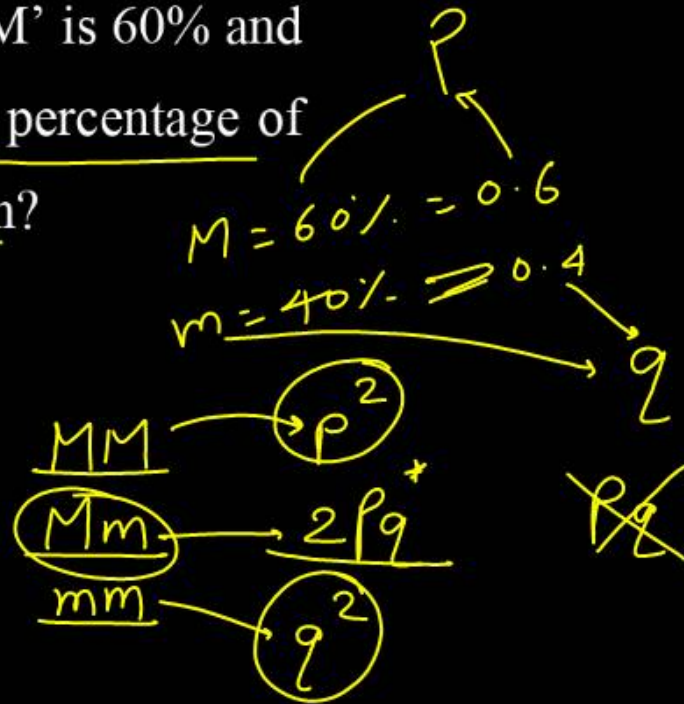 M’ is 60% and
percentage of
n?
P
M = 60% = 0.6
m = 40% = 0.4
q
MM → p²
Mm → 2Pq*
Pq
mm → q²